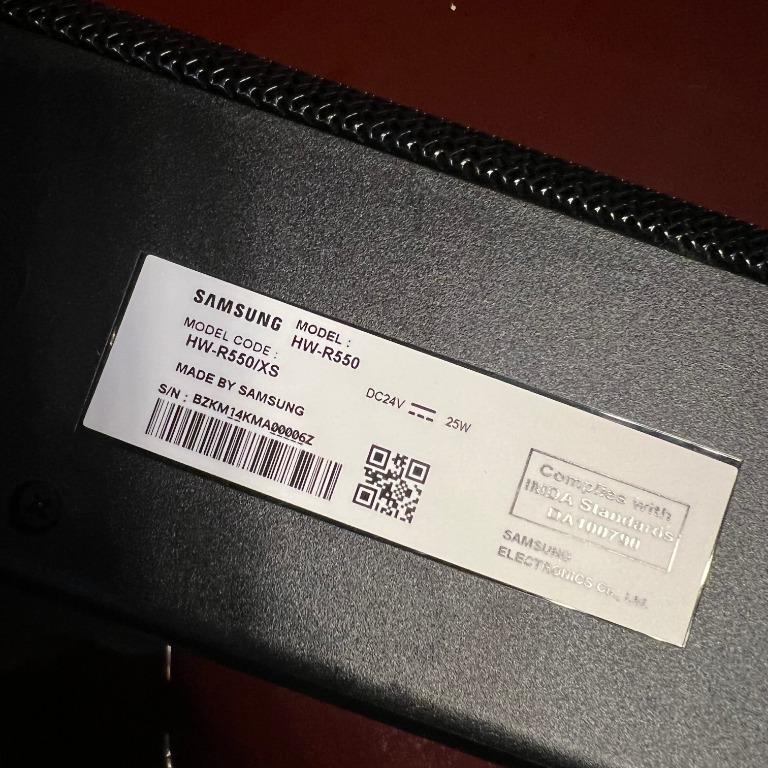 SAMSUNG
MODEL :
HW-R550
MODEL CODE :
HW-R550/XS
MADE BY SAMSUNG
S/N : BZKM14KMA00006Z
DC24V
25W
Complies with
IMDA Standards
DA100790
SAMSUNG
ELECTRONICS Co., Ltd.